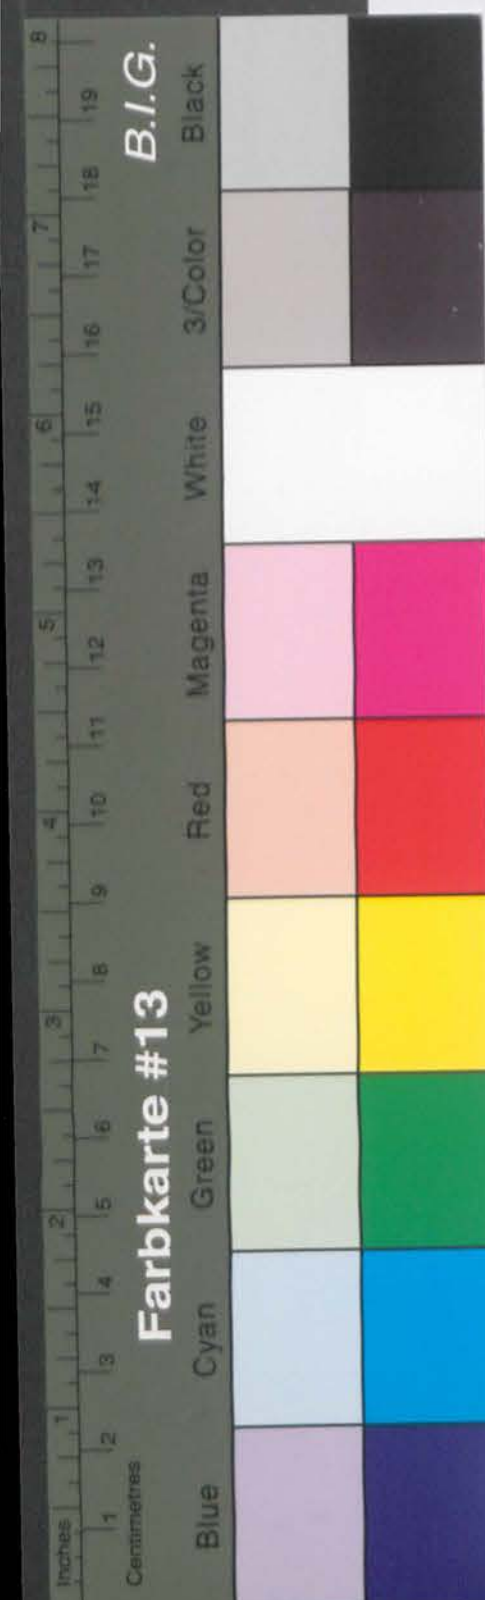 Inches 1 2 3 4 5 6 7 8
1 2 3 4 5 6 7 8 9 10 11 12 13 14 15 16 17 18 19
Centimetres
Farbkarte #13 B.I.G.
Blue Cyan Green Yellow Red Magenta White 3/Color Black